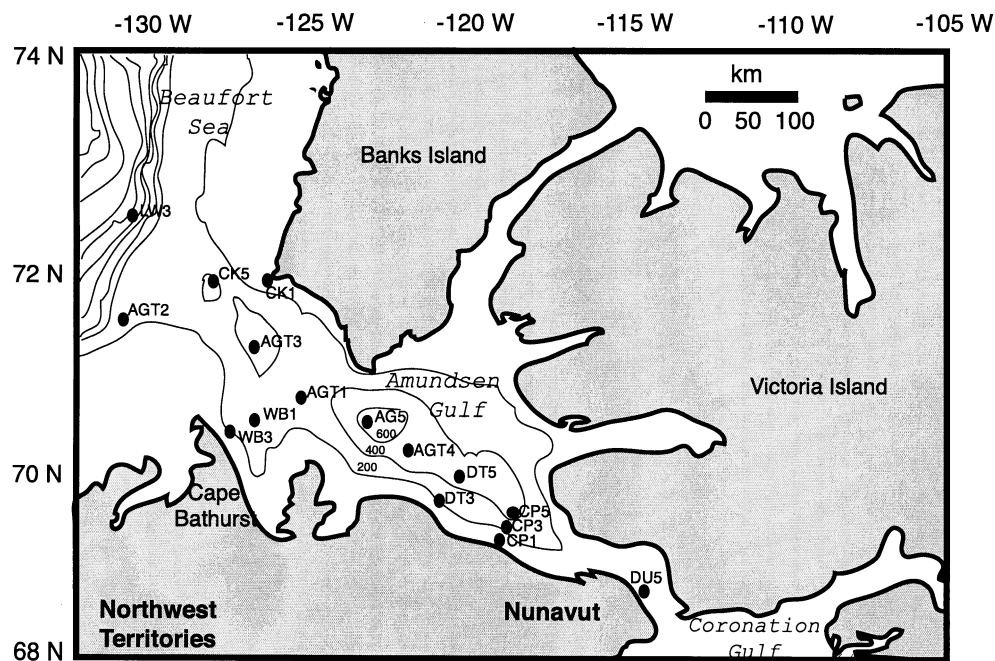 -130 W -125 W -120 W -115 W -110 W -105 W
74 N
km
0 50 100
Beaufort
Sea
Banks Island
LW3
72 N
CK5
CK1
AGT2
AGT3
Amundsen
Gulf
Victoria Island
AGT1
WB1
AG5
WB3
600
400
AGT4
200
70 N
DT5
Cape
Bathurst
DT3
CP5
CP3
CP1
DU5
Northwest
Territories
Nunavut
Coronation
Gulf
68 N